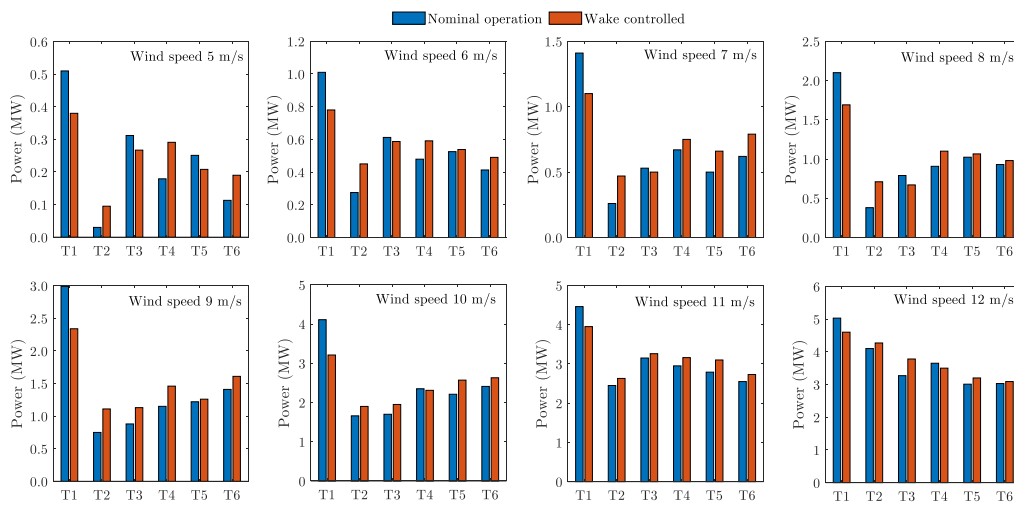 Nominal operation Wake controlled
Wind speed 5 m/s
Power (MW)
0.6
0.5
0.4
0.3
0.2
0.1
0.0
T1 T2 T3 T4 T5 T6
Wind speed 6 m/s
Power (MW)
1.2
1.0
0.8
0.6
0.4
0.2
0.0
T1 T2 T3 T4 T5 T6
Wind speed 7 m/s
Power (MW)
1.5
1.0
0.5
0.0
T1 T2 T3 T4 T5 T6
Wind speed 8 m/s
Power (MW)
2.5
2.0
1.5
1.0
0.5
0.0
T1 T2 T3 T4 T5 T6
Wind speed 9 m/s
Power (MW)
3.0
2.5
2.0
1.5
1.0
0.5
0.0
T1 T2 T3 T4 T5 T6
Wind speed 10 m/s
Power (MW)
5
4
3
2
1
0
T1 T2 T3 T4 T5 T6
Wind speed 11 m/s
Power (MW)
5
4
3
2
1
0
T1 T2 T3 T4 T5 T6
Wind speed 12 m/s
Power (MW)
6
5
4
3
2
1
0
T1 T2 T3 T4 T5 T6